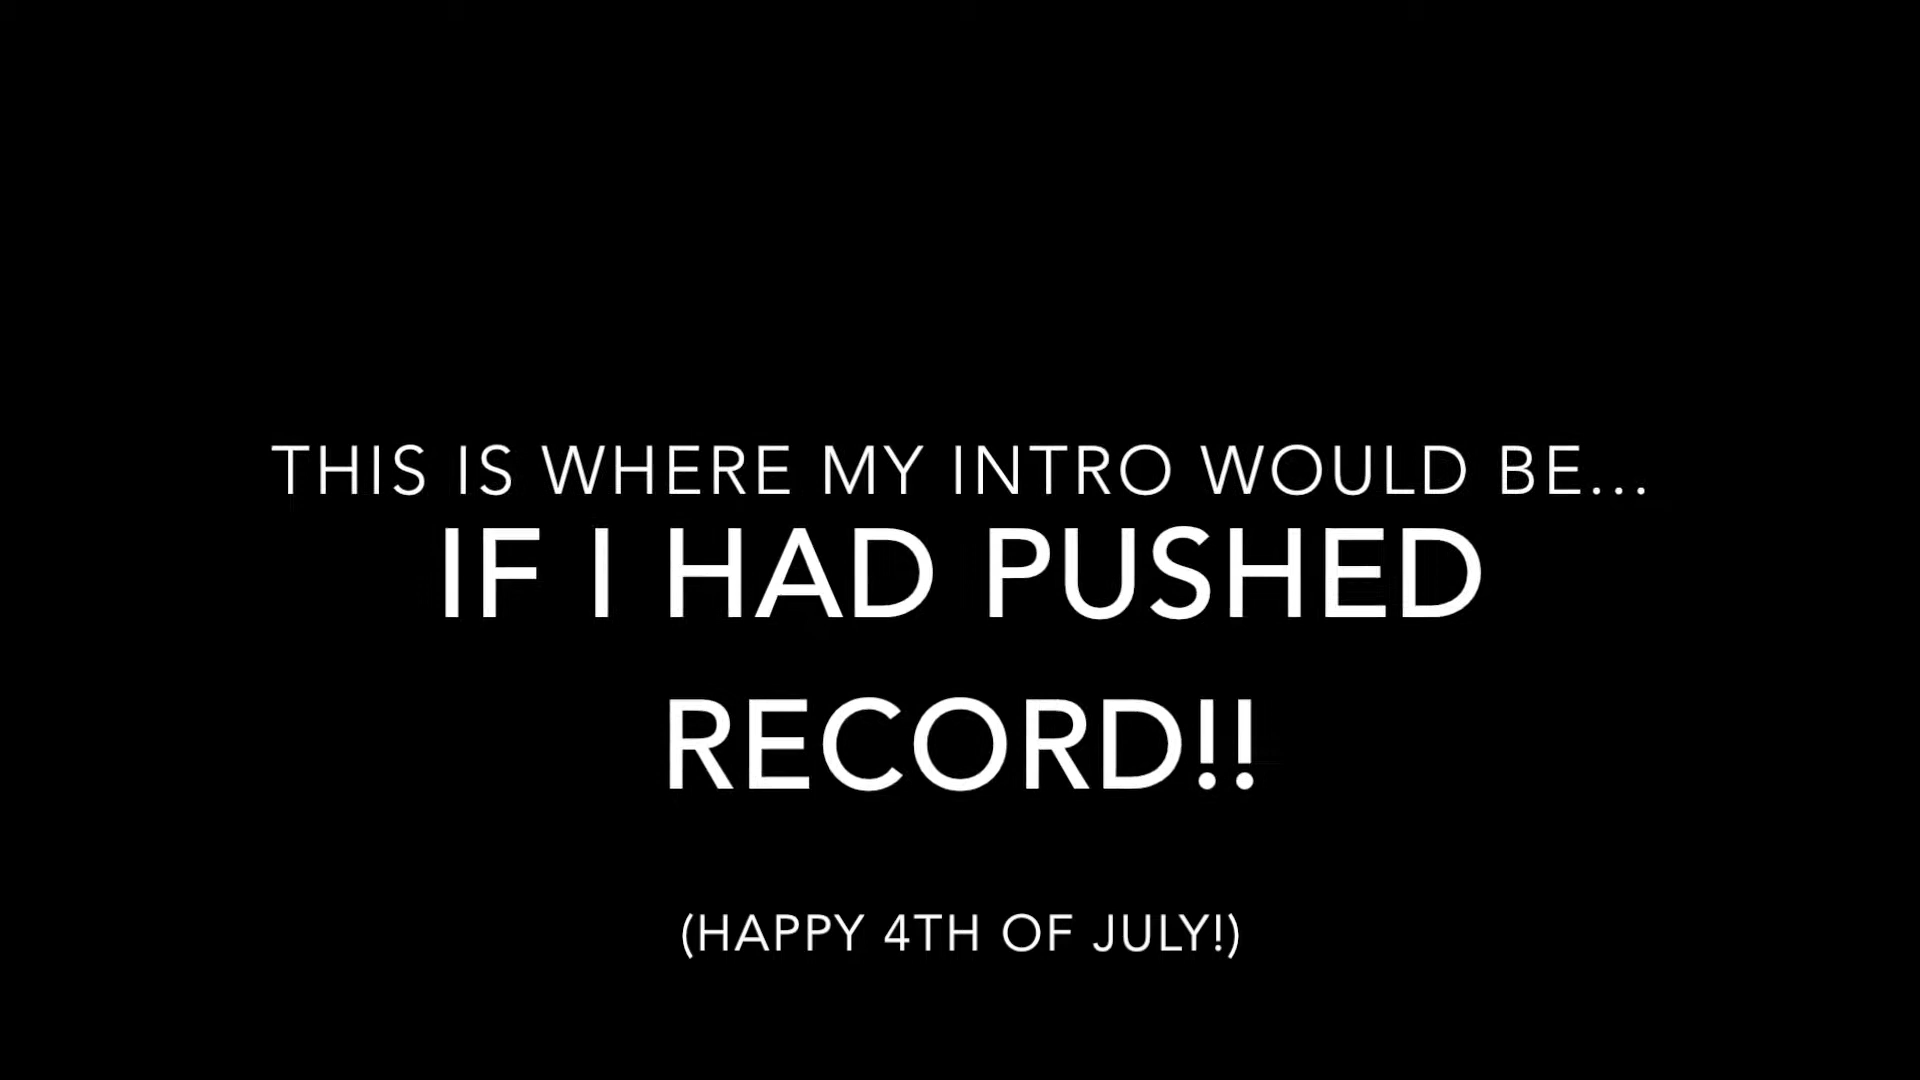 THIS IS WHERE MY INTRO WOULD BE...
IF I HAD PUSHED
RECORD!!
(HAPPY 4TH OF JULY!)